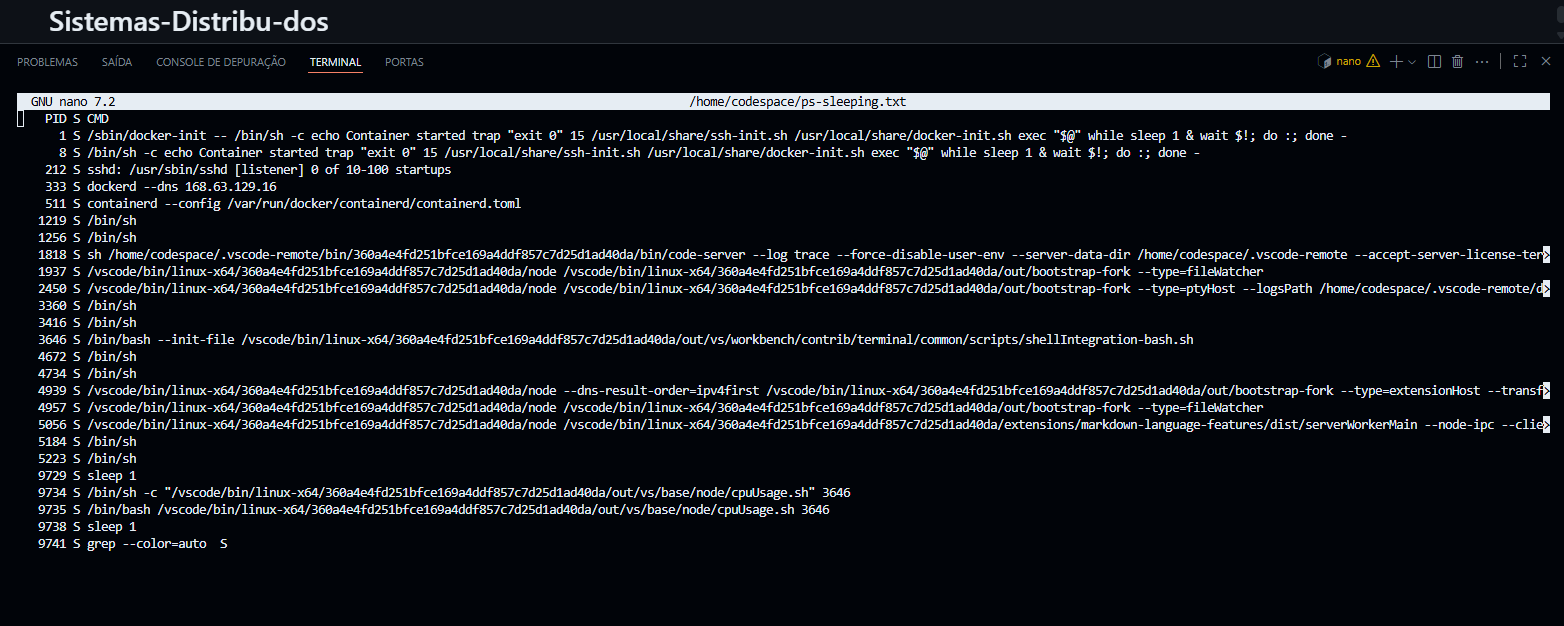 Sistemas-Distribu-dos
PROBLEMAS SAÍDA CONSOLE DE DEPURAÇÃO TERMINAL PORTAS nano
GNU nano 7.2 /home/codespace/ps-sleeping.txt
PID S CMD
1 S /sbin/docker-init -- /bin/sh -c echo Container started trap "exit 0" 15 /usr/local/share/ssh-init.sh /usr/local/share/docker-init.sh exec "$@" while sleep 1 & wait $!; do :; done -
8 S /bin/sh -c echo Container started trap "exit 0" 15 /usr/local/share/ssh-init.sh /usr/local/share/docker-init.sh exec "$@" while sleep 1 & wait $!; do :; done -
212 S sshd: /usr/sbin/sshd [listener] 0 of 10-100 startups
333 S dockerd --dns 168.63.129.16
511 S containerd --config /var/run/docker/containerd/containerd.toml
1219 S /bin/sh
1256 S /bin/sh
1818 S sh /home/codespace/.vscode-remote/bin/360a4e4fd251bfce169a4ddf857c7d25d1ad40da/bin/code-server --log trace --force-disable-user-env --server-data-dir /home/codespace/.vscode-remote --accept-server-license-ter>
1937 S /vscode/bin/linux-x64/360a4e4fd251bfce169a4ddf857c7d25d1ad40da/node /vscode/bin/linux-x64/360a4e4fd251bfce169a4ddf857c7d25d1ad40da/out/bootstrap-fork --type=fileWatcher
2450 S /vscode/bin/linux-x64/360a4e4fd251bfce169a4ddf857c7d25d1ad40da/node /vscode/bin/linux-x64/360a4e4fd251bfce169a4ddf857c7d25d1ad40da/out/bootstrap-fork --type=ptyHost --logsPath /home/codespace/.vscode-remote/d>
3360 S /bin/sh
3416 S /bin/sh
3646 S /bin/bash --init-file /vscode/bin/linux-x64/360a4e4fd251bfce169a4ddf857c7d25d1ad40da/out/vs/workbench/contrib/terminal/common/scripts/shellIntegration-bash.sh
4672 S /bin/sh
4734 S /bin/sh
4939 S /vscode/bin/linux-x64/360a4e4fd251bfce169a4ddf857c7d25d1ad40da/node --dns-result-order=ipv4first /vscode/bin/linux-x64/360a4e4fd251bfce169a4ddf857c7d25d1ad40da/out/bootstrap-fork --type=extensionHost --transf>
4957 S /vscode/bin/linux-x64/360a4e4fd251bfce169a4ddf857c7d25d1ad40da/node /vscode/bin/linux-x64/360a4e4fd251bfce169a4ddf857c7d25d1ad40da/out/bootstrap-fork --type=fileWatcher
5056 S /vscode/bin/linux-x64/360a4e4fd251bfce169a4ddf857c7d25d1ad40da/node /vscode/bin/linux-x64/360a4e4fd251bfce169a4ddf857c7d25d1ad40da/extensions/markdown-language-features/dist/serverWorkerMain --node-ipc --clie>
5184 S /bin/sh
5223 S /bin/sh
9729 S sleep 1
9734 S /bin/sh -c "/vscode/bin/linux-x64/360a4e4fd251bfce169a4ddf857c7d25d1ad40da/out/vs/base/node/cpuUsage.sh" 3646
9735 S /bin/bash /vscode/bin/linux-x64/360a4e4fd251bfce169a4ddf857c7d25d1ad40da/out/vs/base/node/cpuUsage.sh 3646
9738 S sleep 1
9741 S grep --color=auto  S